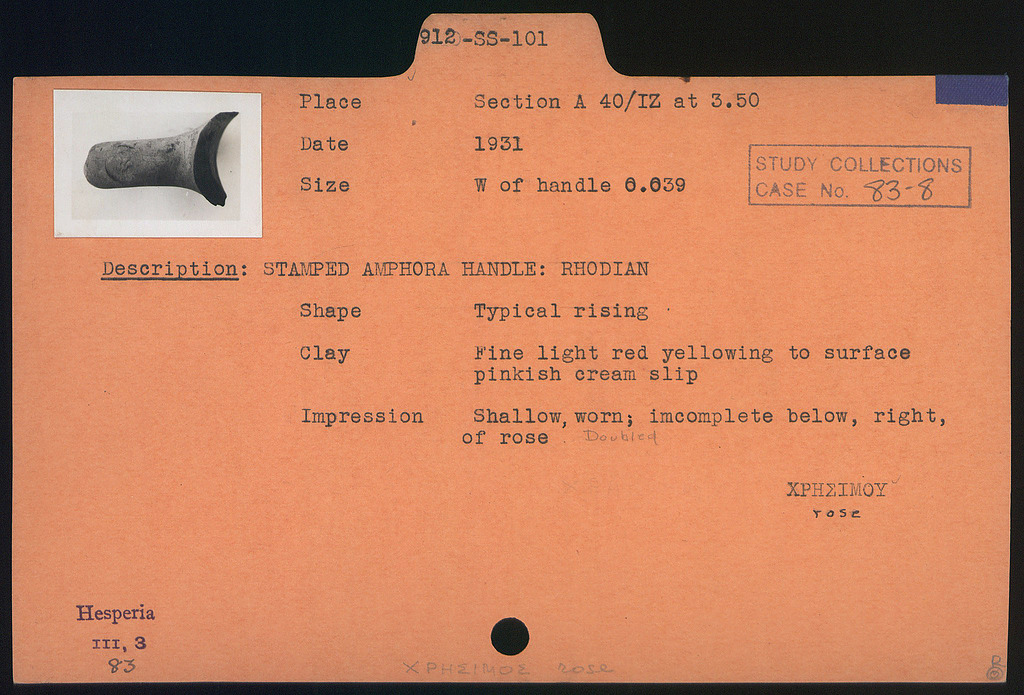 912-SS-101
Place Section A 40/IZ at 3.50
Date 1931
Size W of handle 0.039
STUDY COLLECTIONS
CASE No. 83-8
Description: STAMPED AMPHORA HANDLE: RHODIAN
Shape Typical rising
Clay Fine light red yellowing to surface
pinkish cream slip
Impression Shallow, worn; imcomplete below, right,
of rose. Doubled
ΧΡΗΣΙΜΟΥ
rose
Hesperia
III, 3
83
ΧΡΗΣΙΜΟΣ rose